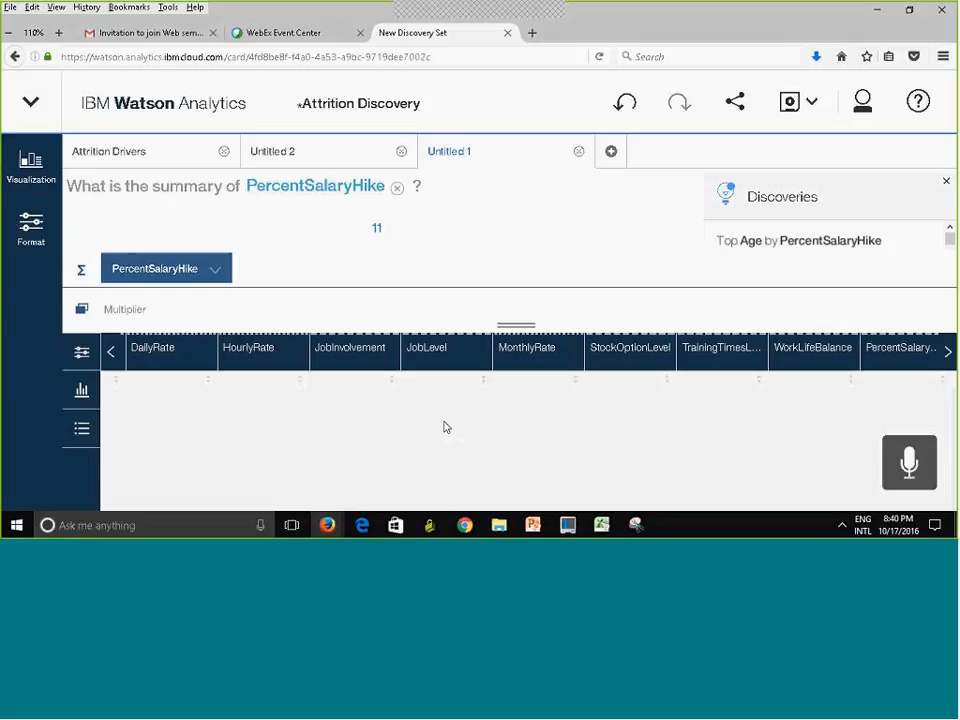 File Edit View History Bookmarks Tools Help
− 110% + Invitation to join Web sem... × WebEx Event Center × New Discovery Set × +
https://watson.analytics.ibmcloud.com/card/4fd8be8f-f4a0-4a53-a9bc-9719dee7002c Search
IBM Watson Analytics *Attrition Discovery
Visualization
Format
Attrition Drivers Untitled 2 Untitled 1
What is the summary of PercentSalaryHike ?
Discoveries
11
Top Age by PercentSalaryHike
Σ PercentSalaryHike
Multiplier
DailyRate HourlyRate JobInvolvement JobLevel MonthlyRate StockOptionLevel TrainingTimesL... WorkLifeBalance PercentSalary...
Ask me anything
ENG 8:40 PM
INTL 10/17/2016